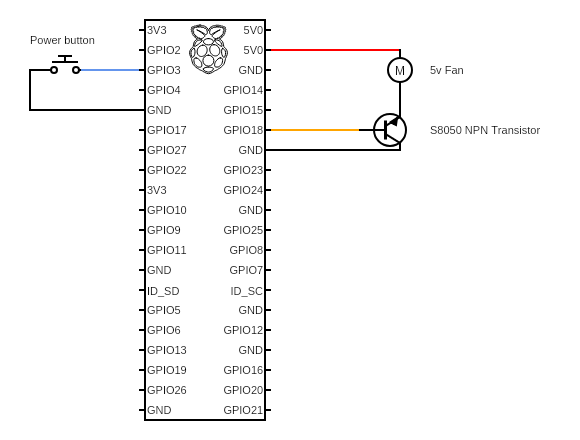 Power button
3V3
GPIO2
GPIO3
GPIO4
GND
GPIO17
GPIO27
GPIO22
3V3
GPIO10
GPIO9
GPIO11
GND
ID_SD
GPIO5
GPIO6
GPIO13
GPIO19
GPIO26
GND
5V0
5V0
GND
GPIO14
GPIO15
GPIO18
GND
GPIO23
GPIO24
GND
GPIO25
GPIO8
GPIO7
ID_SC
GND
GPIO12
GND
GPIO16
GPIO20
GPIO21
M
5v Fan
S8050 NPN Transistor